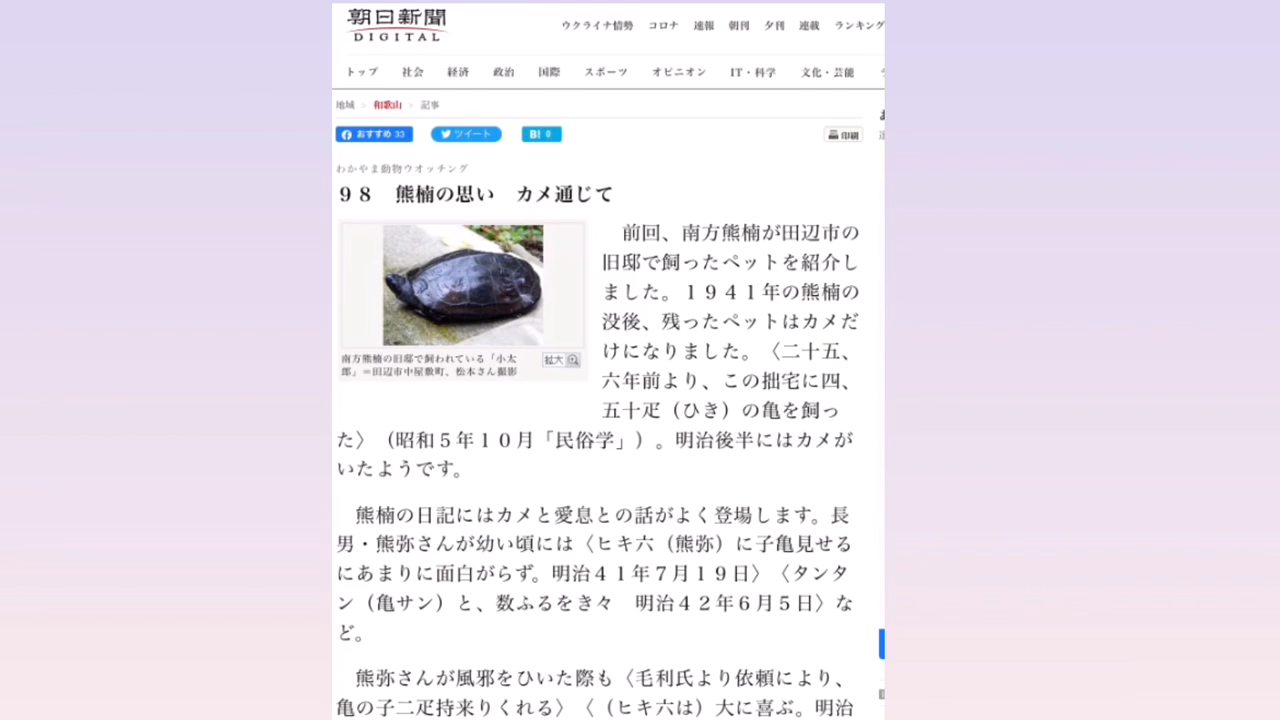 朝日新聞
DIGITAL
ウクライナ情勢 コロナ 速報 朝刊 夕刊 連載 ランキング
トップ 社会 経済 政治 国際 スポーツ オピニオン IT・科学 文化・芸能
地域 > 和歌山 > 記事
おすすめ 33 ツイート B! 0 印刷
わかやま動物ウオッチング
９８　熊楠の思い　カメ通じて
南方熊楠の旧邸で飼われている「小太
郎」＝田辺市中屋敷町、松本さん撮影
拡大
前回、南方熊楠が田辺市の
旧邸で飼ったペットを紹介し
ました。１９４１年の熊楠の
没後、残ったペットはカメだ
けになりました。〈二十五、
六年前より、この拙宅に四、
五十疋（ひき）の亀を飼っ
た〉（昭和５年１０月「民俗学」）。明治後半にはカメが
いたようです。
熊楠の日記にはカメと愛息との話がよく登場します。長
男・熊弥さんが幼い頃には〈ヒキ六（熊弥）に子亀見せる
にあまりに面白がらず。明治４１年７月１９日〉〈タンタ
ン（亀サン）と、数ふるをき々　明治４２年６月５日〉な
ど。
熊弥さんが風邪をひいた際も〈毛利氏より依頼により、
亀の子二疋持来りくれる〉〈（ヒキ六は）大に喜ぶ。明治